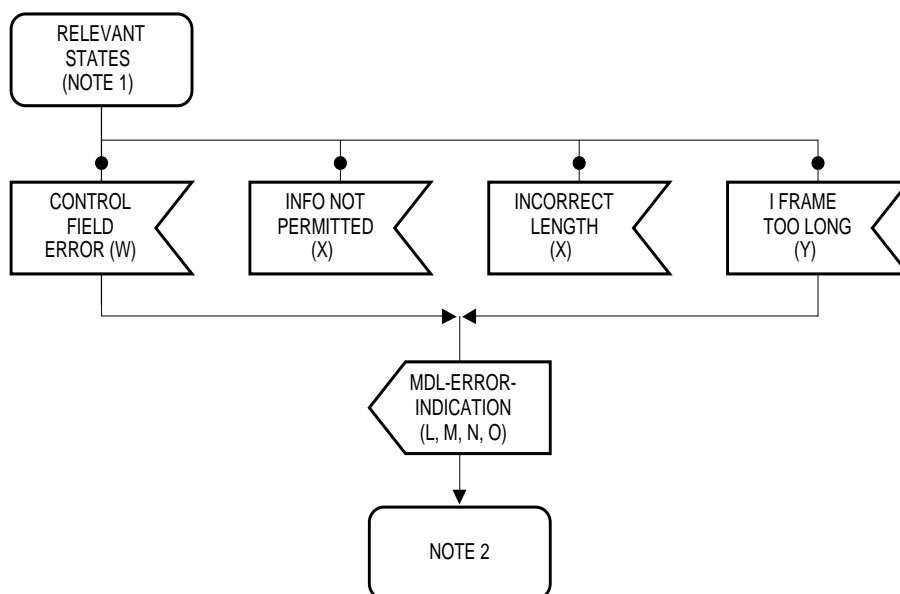 RELEVANT
STATES
(NOTE 1)
CONTROL
FIELD
ERROR (W)
INFO NOT
PERMITTED
(X)
INCORRECT
LENGTH
(X)
I FRAME
TOO LONG
(Y)
MDL-ERROR-
INDICATION
(L, M, N, O)
NOTE 2